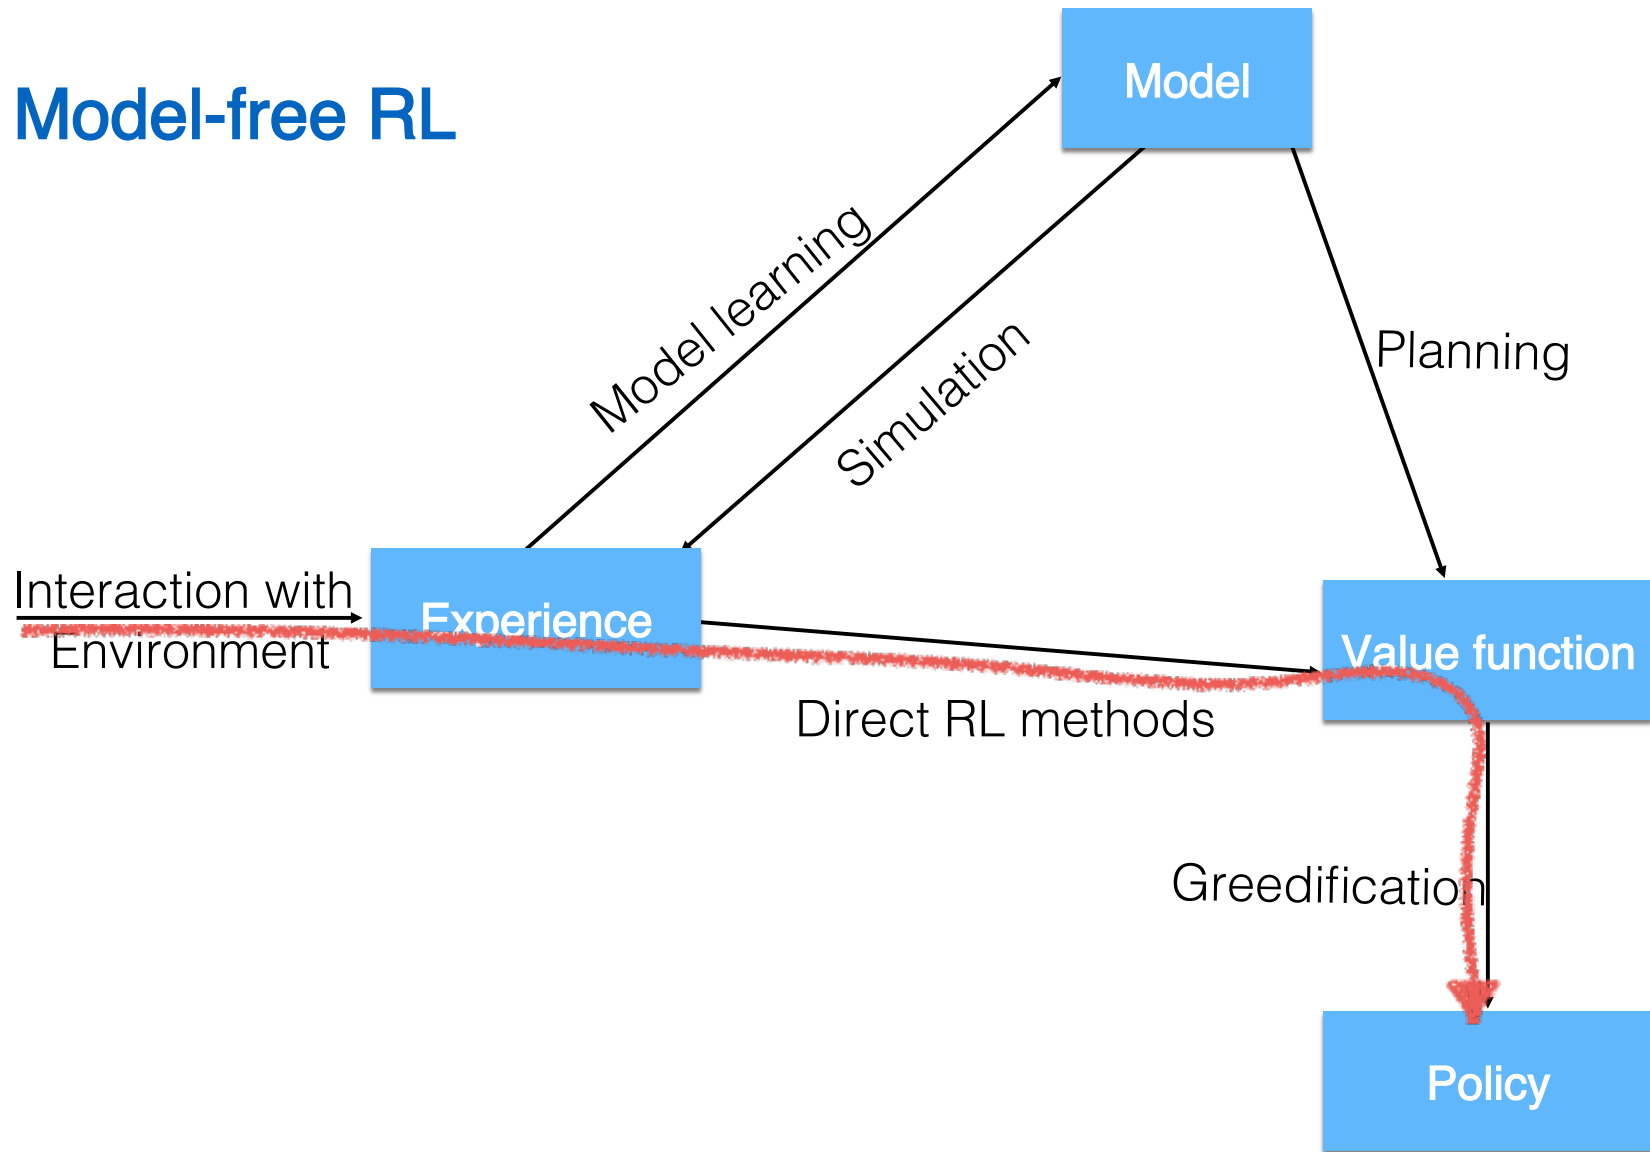 Model
Model-free RL
Model learning
Simulation
Planning
Interaction with
Environment
Experience
Value function
Direct RL methods
Greedification
Policy